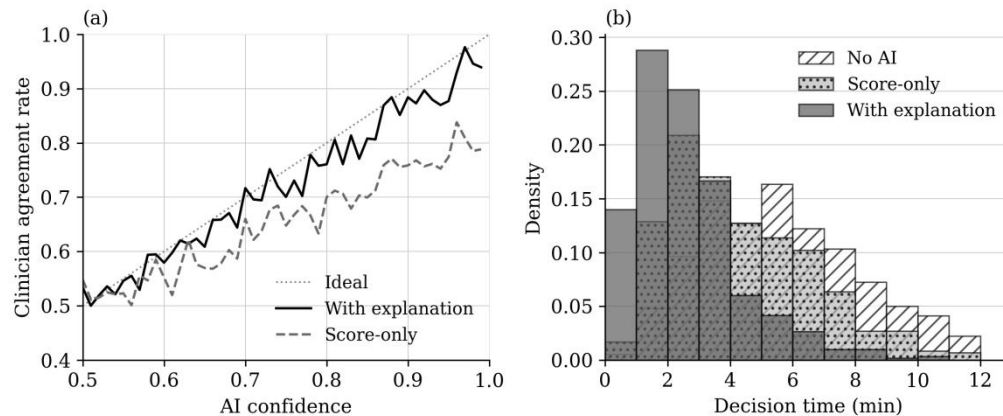 (a)
Clinician agreement rate
1.0
0.9
0.8
0.7
0.6
0.5
0.4
0.5
0.6
0.7
0.8
0.9
1.0
AI confidence
Ideal
With explanation
Score-only
(b)
Density
0.30
0.25
0.20
0.15
0.10
0.05
0.00
0
2
4
6
8
10
12
Decision time (min)
No AI
Score-only
With explanation